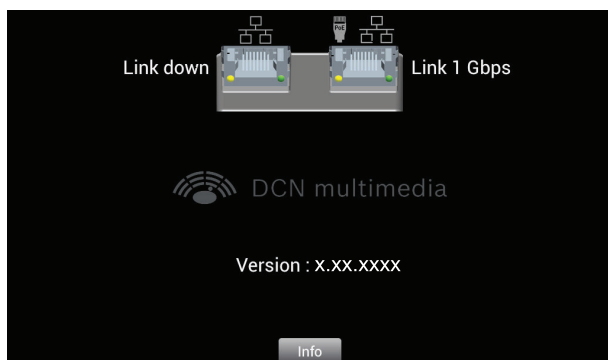 PoE
Link down
Link 1 Gbps
DCN multimedia
Version : x.xx.xxxx
Info